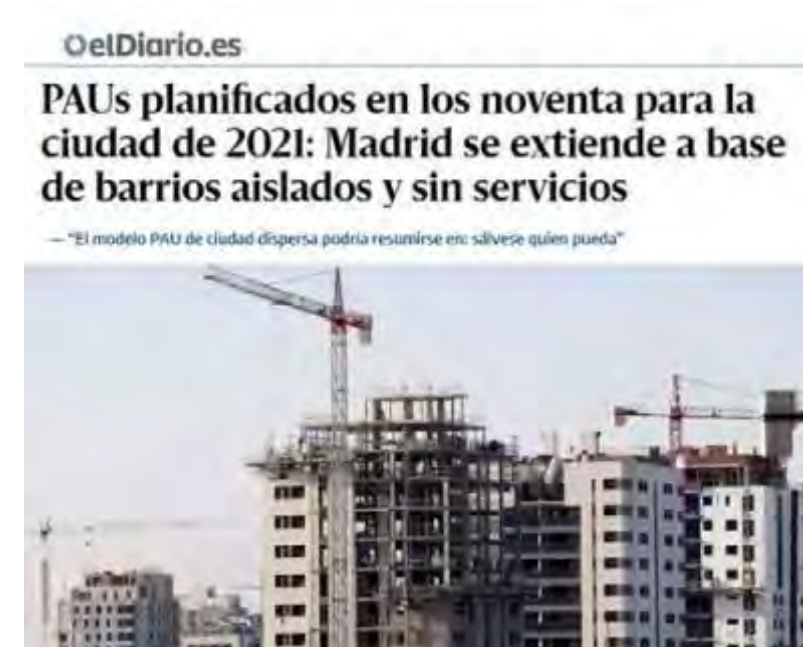 elDiario.es
PAUs planificados en los noventa para la
ciudad de 2021: Madrid se extiende a base
de barrios aislados y sin servicios
— "El modelo PAU de ciudad dispersa podría resumirse en: sálvese quien pueda"